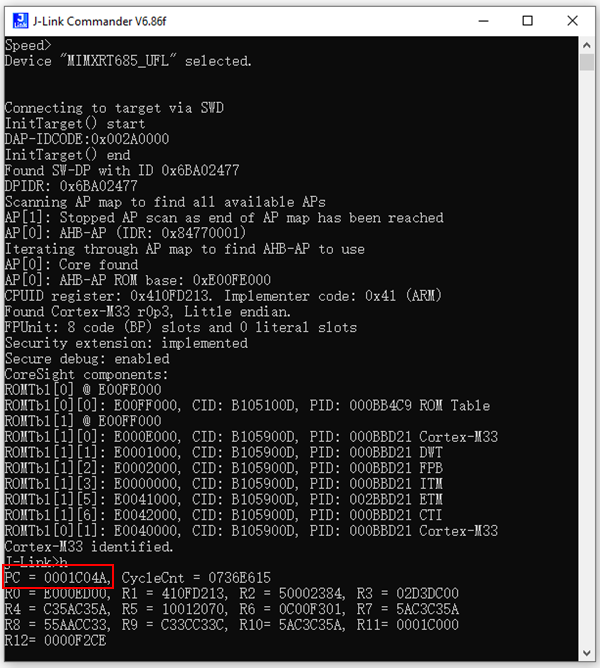 J-Link Commander V6.86f
Speed>
Device "MIMXRT685_UFL" selected.
Connecting to target via SWD
InitTarget() start
DAP-IDCODE:0x002A0000
InitTarget() end
Found SW-DP with ID 0x6BA02477
DPIDR: 0x6BA02477
Scanning AP map to find all available APs
AP[1]: Stopped AP scan as end of AP map has been reached
AP[0]: AHB-AP (IDR: 0x84770001)
Iterating through AP map to find AHB-AP to use
AP[0]: Core found
AP[0]: AHB-AP ROM base: 0xE00FE000
CPUID register: 0x410FD213. Implementer code: 0x41 (ARM)
Found Cortex-M33 r0p3, Little endian.
FPUnit: 8 code (BP) slots and 0 literal slots
Security extension: implemented
Secure debug: enabled
CoreSight components:
ROMTbl[0] @ E00FE000
ROMTbl[0][0]: E00FF000, CID: B105100D, PID: 000BB4C9 ROM Table
ROMTbl[1] @ E00FF000
ROMTbl[1][0]: E000E000, CID: B105900D, PID: 000BBD21 Cortex-M33
ROMTbl[1][1]: E0001000, CID: B105900D, PID: 000BBD21 DWT
ROMTbl[1][2]: E0002000, CID: B105900D, PID: 000BBD21 FPB
ROMTbl[1][3]: E0000000, CID: B105900D, PID: 000BBD21 ITM
ROMTbl[1][5]: E0041000, CID: B105900D, PID: 002BBD21 ETM
ROMTbl[1][6]: E0042000, CID: B105900D, PID: 000BBD21 CTI
ROMTbl[0][1]: E0040000, CID: B105900D, PID: 000BBD21 Cortex-M33
Cortex-M33 identified.
J-Link>h
PC = 0001C04A, CycleCnt = 0736E615
R0 = E000ED00, R1 = 410FD213, R2 = 50002384, R3 = 02D3DC00
R4 = C35AC35A, R5 = 10012070, R6 = 0C00F301, R7 = 5AC3C35A
R8 = 55AACC33, R9 = C33CC33C, R10= 5AC3C35A, R11= 0001C000
R12= 0000F2CE